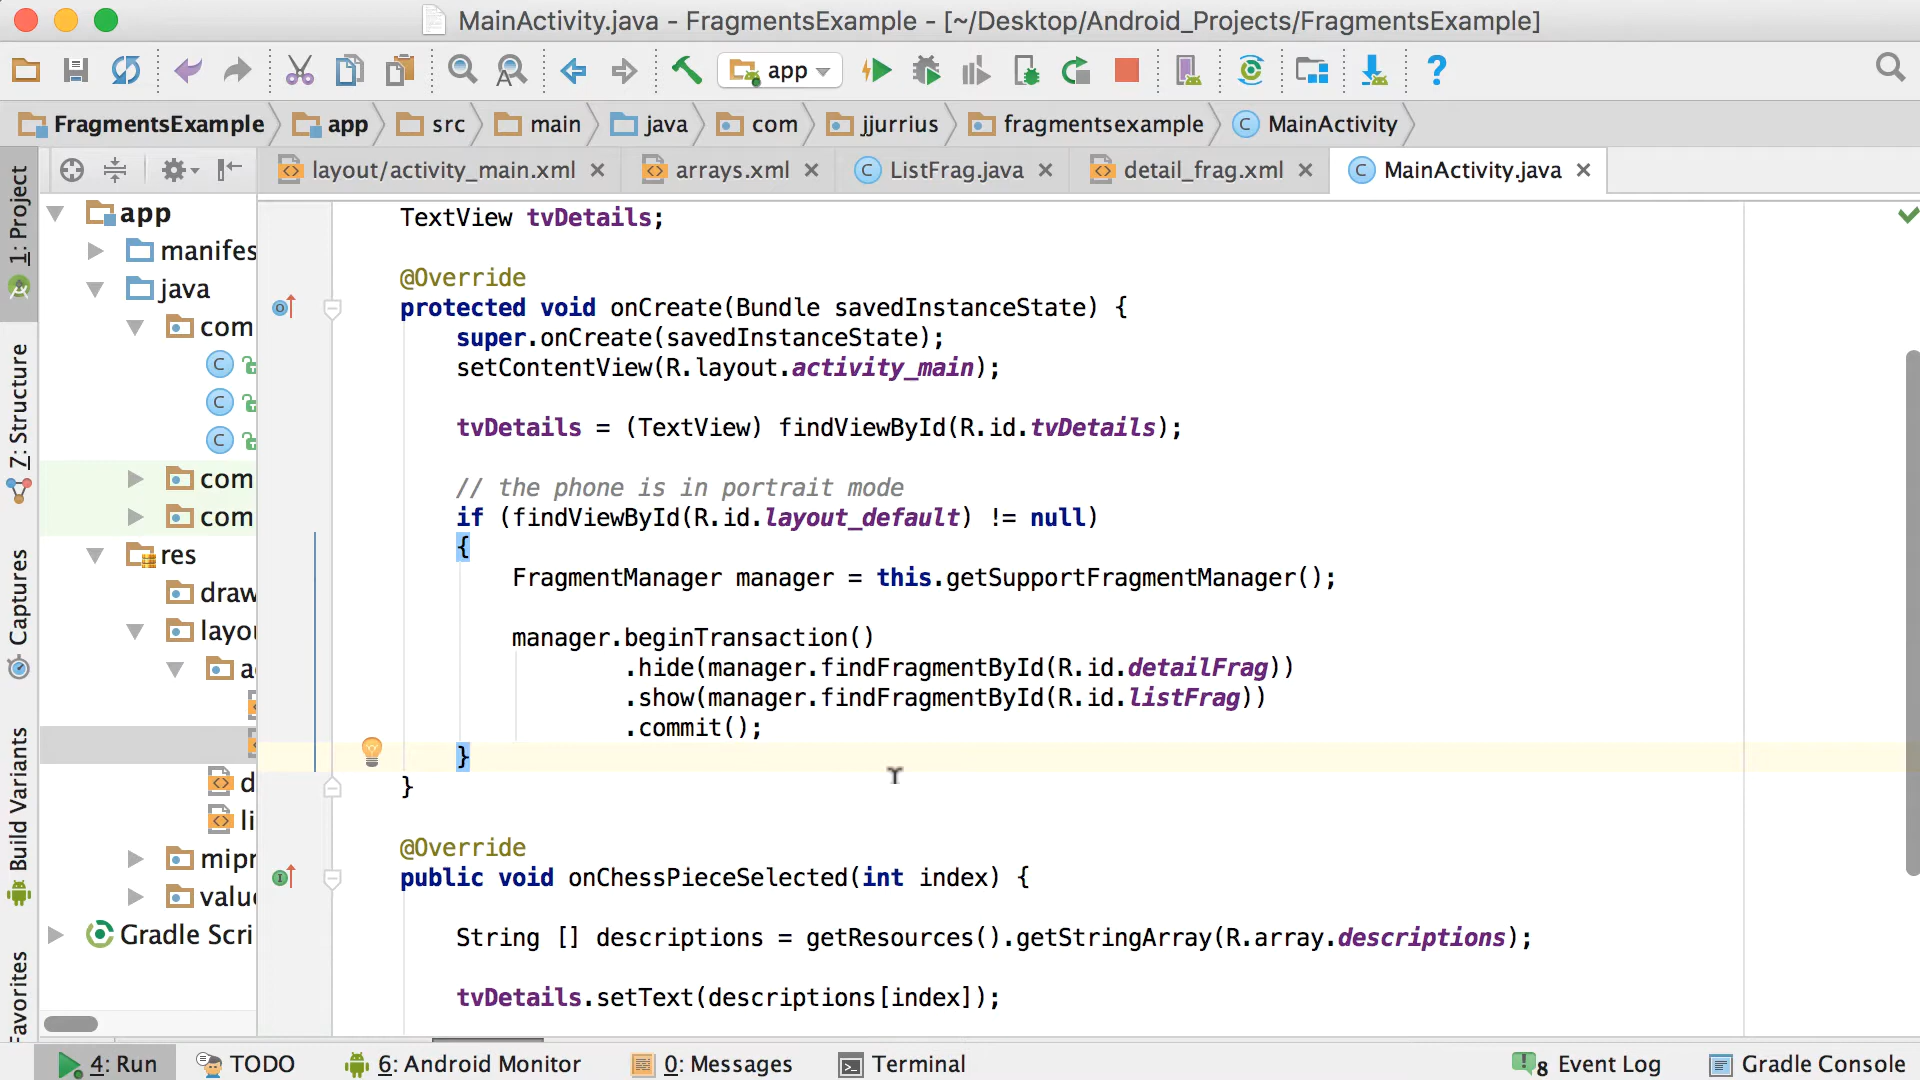 MainActivity.java - FragmentsExample - [~/Desktop/Android_Projects/FragmentsExample]
app
FragmentsExample app src main java com jjurrius fragmentsexample MainActivity
layout/activity_main.xml arrays.xml ListFrag.java detail_frag.xml MainActivity.java
1: Project
Z: Structure
Captures
Build Variants
Favorites
app
manifes
java
com
com
com
res
draw
layou
a
d
li
mipr
value
Gradle Scri
TextView tvDetails;
@Override
protected void onCreate(Bundle savedInstanceState) {
super.onCreate(savedInstanceState);
setContentView(R.layout.activity_main);
tvDetails = (TextView) findViewById(R.id.tvDetails);
// the phone is in portrait mode
if (findViewById(R.id.layout_default) != null)
{
FragmentManager manager = this.getSupportFragmentManager();
manager.beginTransaction()
.hide(manager.findFragmentById(R.id.detailFrag))
.show(manager.findFragmentById(R.id.listFrag))
.commit();
}
}
@Override
public void onChessPieceSelected(int index) {
String [] descriptions = getResources().getStringArray(R.array.descriptions);
tvDetails.setText(descriptions[index]);
4: Run TODO 6: Android Monitor 0: Messages Terminal 8 Event Log Gradle Console